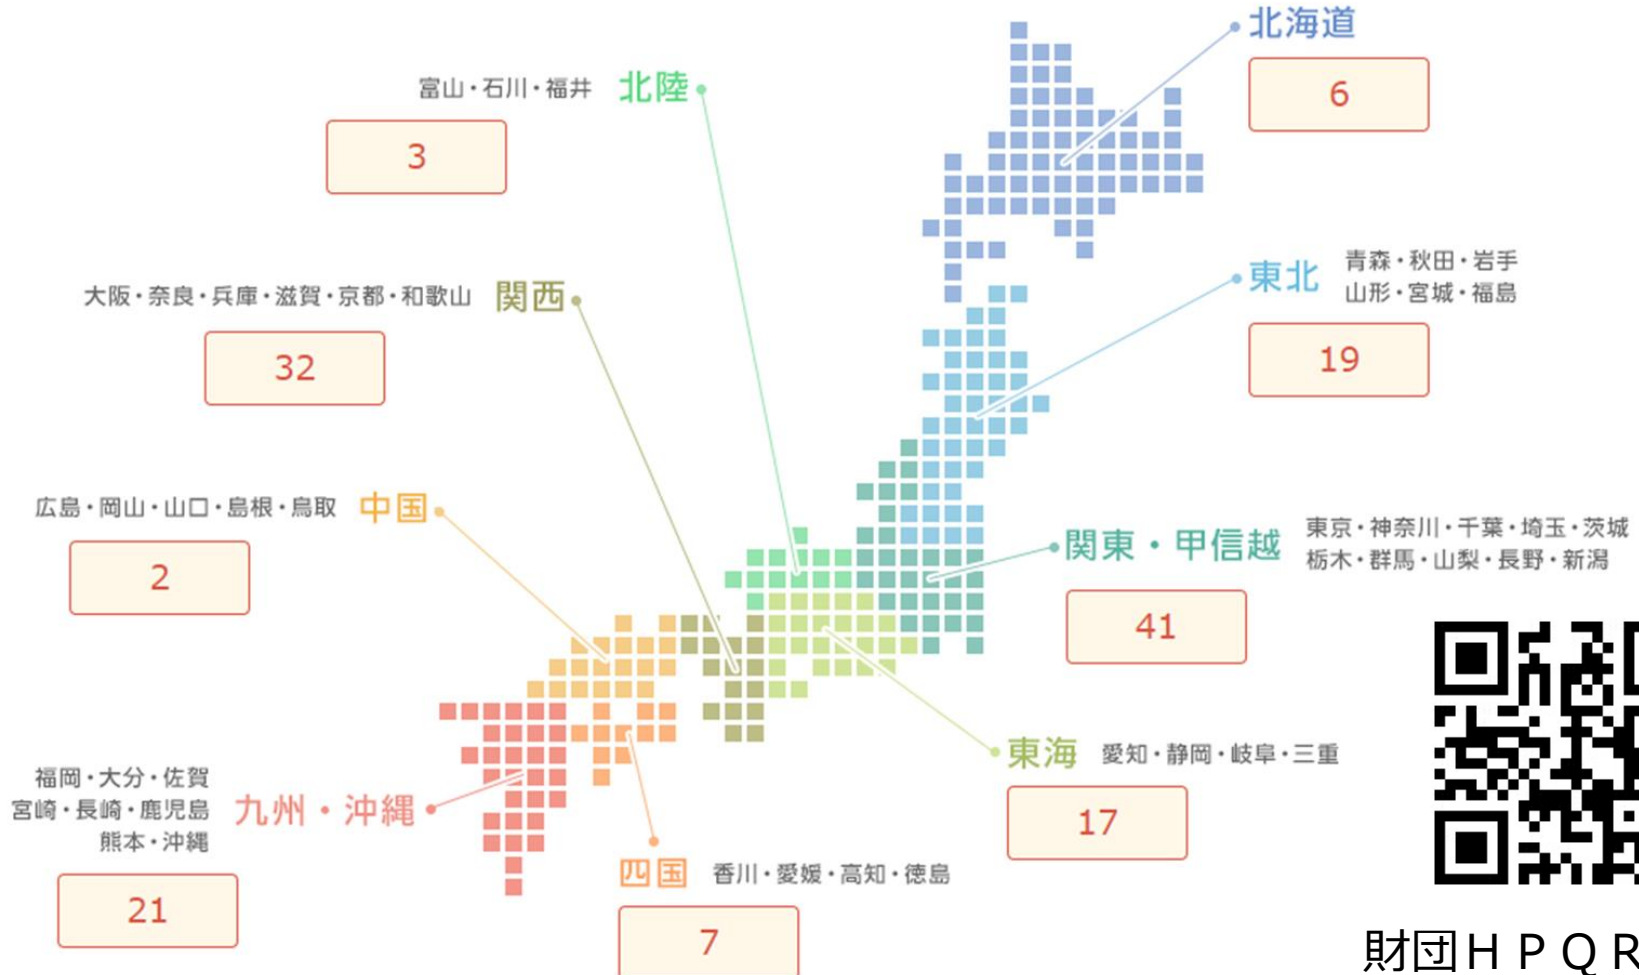 北海道
6
富山・石川・福井 北陸
3
東北 青森・秋田・岩手
山形・宮城・福島
19
大阪・奈良・兵庫・滋賀・京都・和歌山 関西
32
広島・岡山・山口・島根・鳥取 中国
2
関東・甲信越 東京・神奈川・千葉・埼玉・茨城
栃木・群馬・山梨・長野・新潟
41
東海 愛知・静岡・岐阜・三重
17
福岡・大分・佐賀
宮崎・長崎・鹿児島
熊本・沖縄
九州・沖縄
21
四国 香川・愛媛・高知・徳島
7
財団ＨＰＱＲ